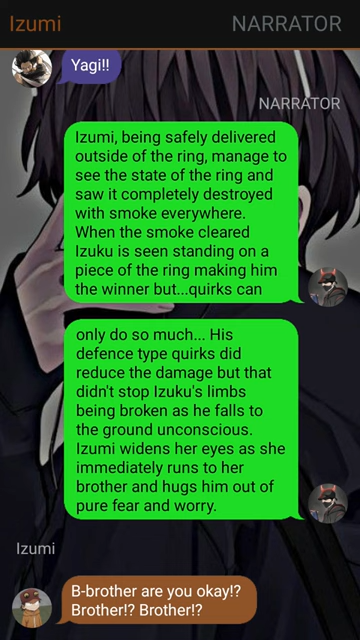 Izumi NARRATOR
Yagi!!
NARRATOR
Izumi, being safely delivered
outside of the ring, manage to
see the state of the ring and
saw it completely destroyed
with smoke everywhere.
When the smoke cleared
Izuku is seen standing on a
piece of the ring making him
the winner but...quirks can
only do so much... His
defence type quirks did
reduce the damage but that
didn't stop Izuku's limbs
being broken as he falls to
the ground unconscious.
Izumi widens her eyes as she
immediately runs to her
brother and hugs him out of
pure fear and worry.
Izumi
B-brother are you okay!?
Brother!? Brother!?